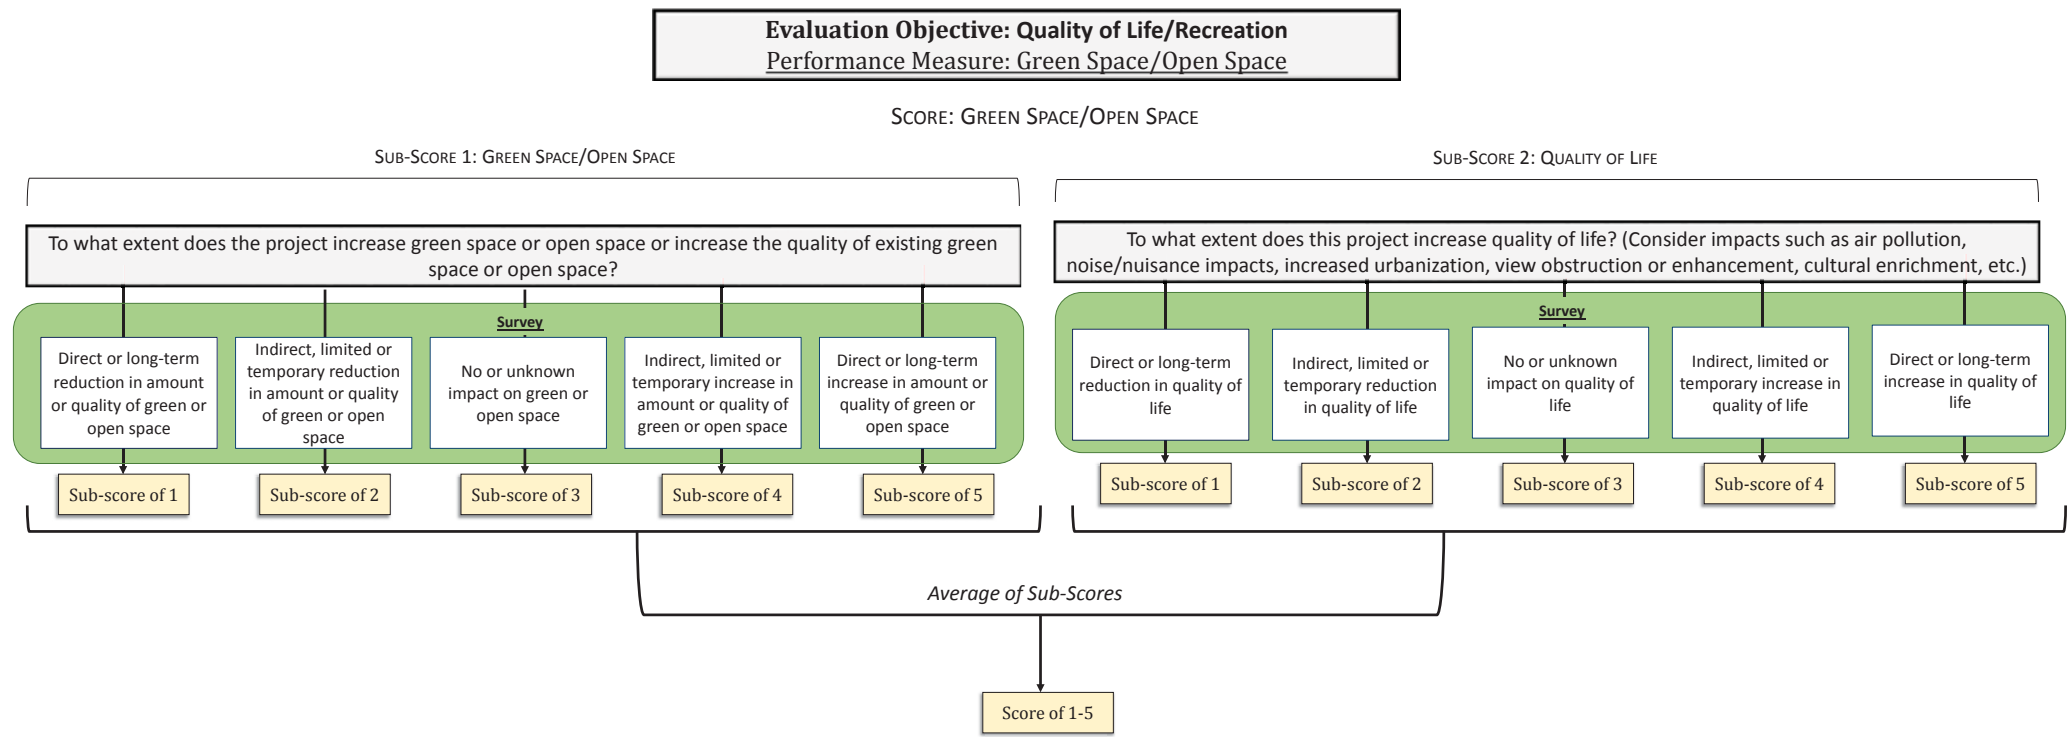 Evaluation Objective: Quality of Life/Recreation
Performance Measure: Green Space/Open Space
SCORE: GREEN SPACE/OPEN SPACE
SUB-SCORE 1: GREEN SPACE/OPEN SPACE
To what extent does the project increase green space or open space or increase the quality of existing green
space or open space?
Survey
Direct or long-term
reduction in amount
or quality of green or
open space
Indirect, limited or
temporary reduction
in amount or quality
of green or open
space
No or unknown
impact on green or
open space
Indirect, limited or
temporary increase in
amount or quality of
green or open space
Direct or long-term
increase in amount or
quality of green or
open space
Sub-score of 1
Sub-score of 2
Sub-score of 3
Sub-score of 4
Sub-score of 5
SUB-SCORE 2: QUALITY OF LIFE
To what extent does this project increase quality of life? (Consider impacts such as air pollution,
noise/nuisance impacts, increased urbanization, view obstruction or enhancement, cultural enrichment, etc.)
Survey
Direct or long-term
reduction in quality of
life
Indirect, limited or
temporary reduction
in quality of life
No or unknown
impact on quality of
life
Indirect, limited or
temporary increase in
quality of life
Direct or long-term
increase in quality of
life
Sub-score of 1
Sub-score of 2
Sub-score of 3
Sub-score of 4
Sub-score of 5
Average of Sub-Scores
Score of 1-5